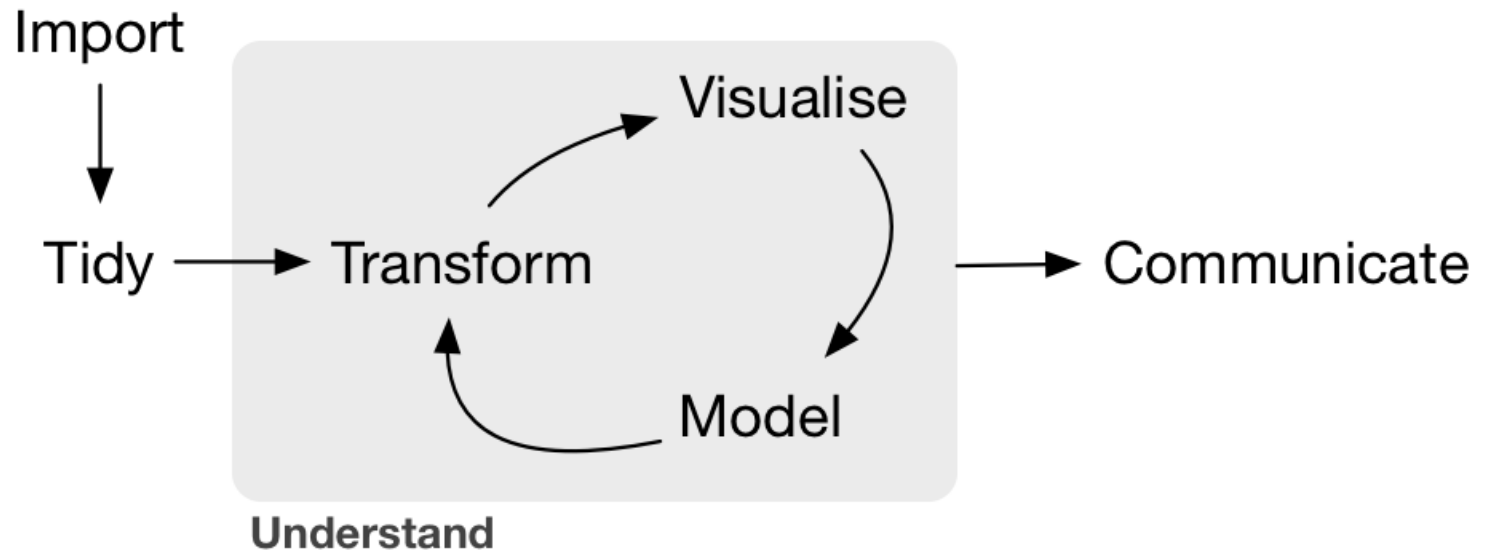 Import
Visualise
Tidy
Transform
Communicate
Model
Understand